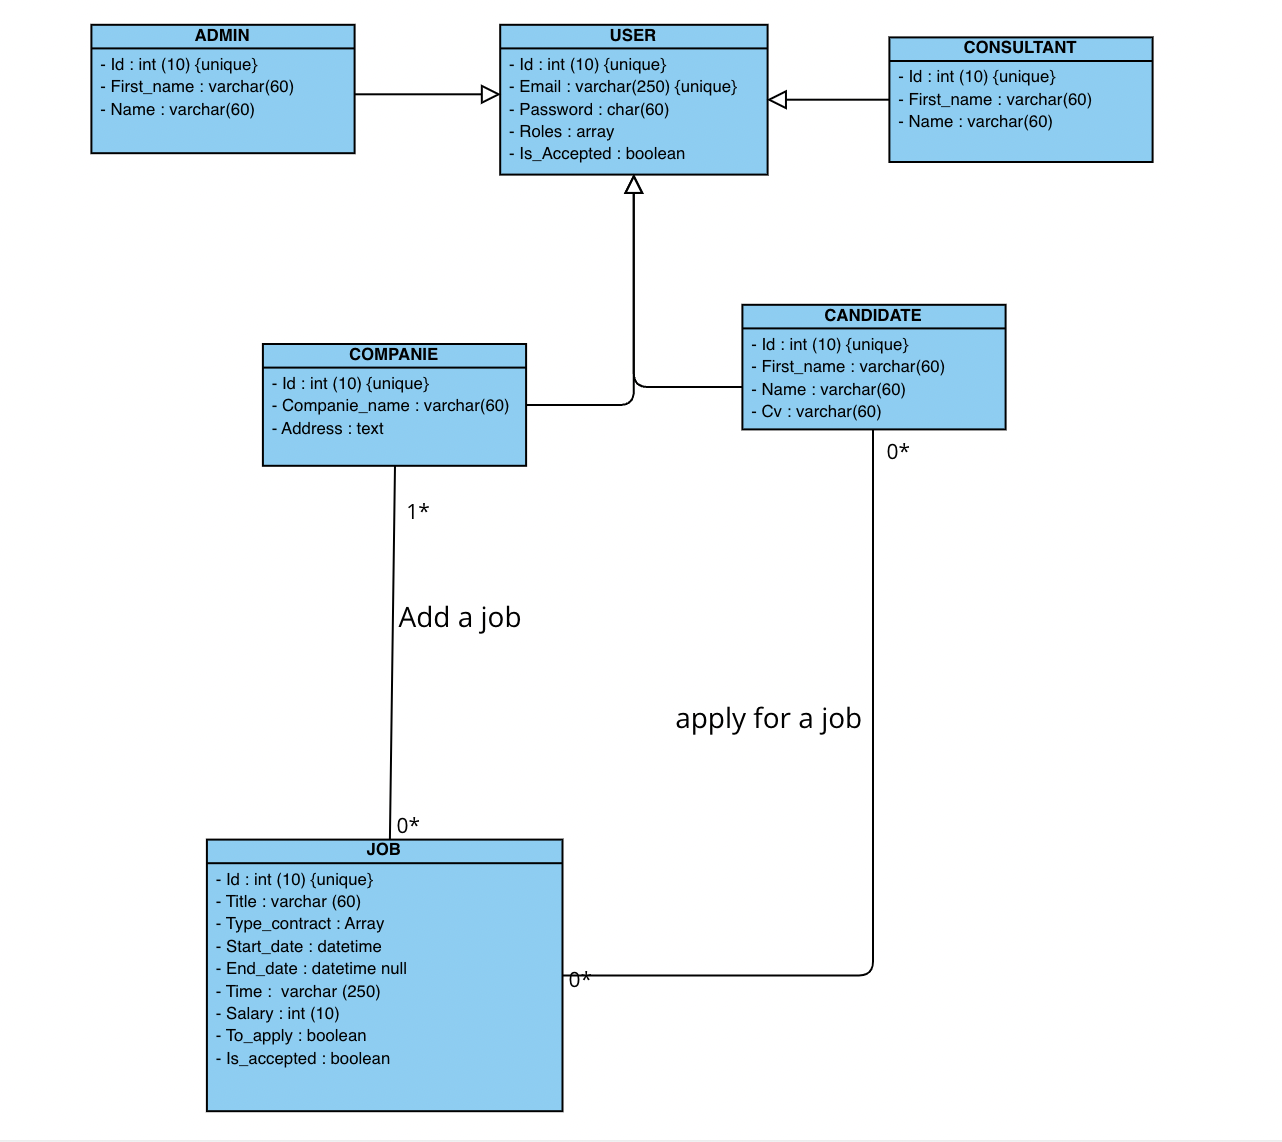 ADMIN
- Id : int (10) {unique}
- First_name : varchar(60)
- Name : varchar(60)
USER
- Id : int (10) {unique}
- Email : varchar(250) {unique}
- Password : char(60)
- Roles : array
- Is_Accepted : boolean
CONSULTANT
- Id : int (10) {unique}
- First_name : varchar(60)
- Name : varchar(60)
COMPANIE
- Id : int (10) {unique}
- Companie_name : varchar(60)
- Address : text
CANDIDATE
- Id : int (10) {unique}
- First_name : varchar(60)
- Name : varchar(60)
- Cv : varchar(60)
0*
1*
Add a job
apply for a job
0*
JOB
- Id : int (10) {unique}
- Title : varchar (60)
- Type_contract : Array
- Start_date : datetime
- End_date : datetime null
- Time :  varchar (250)
- Salary : int (10)
- To_apply : boolean
- Is_accepted : boolean
0*